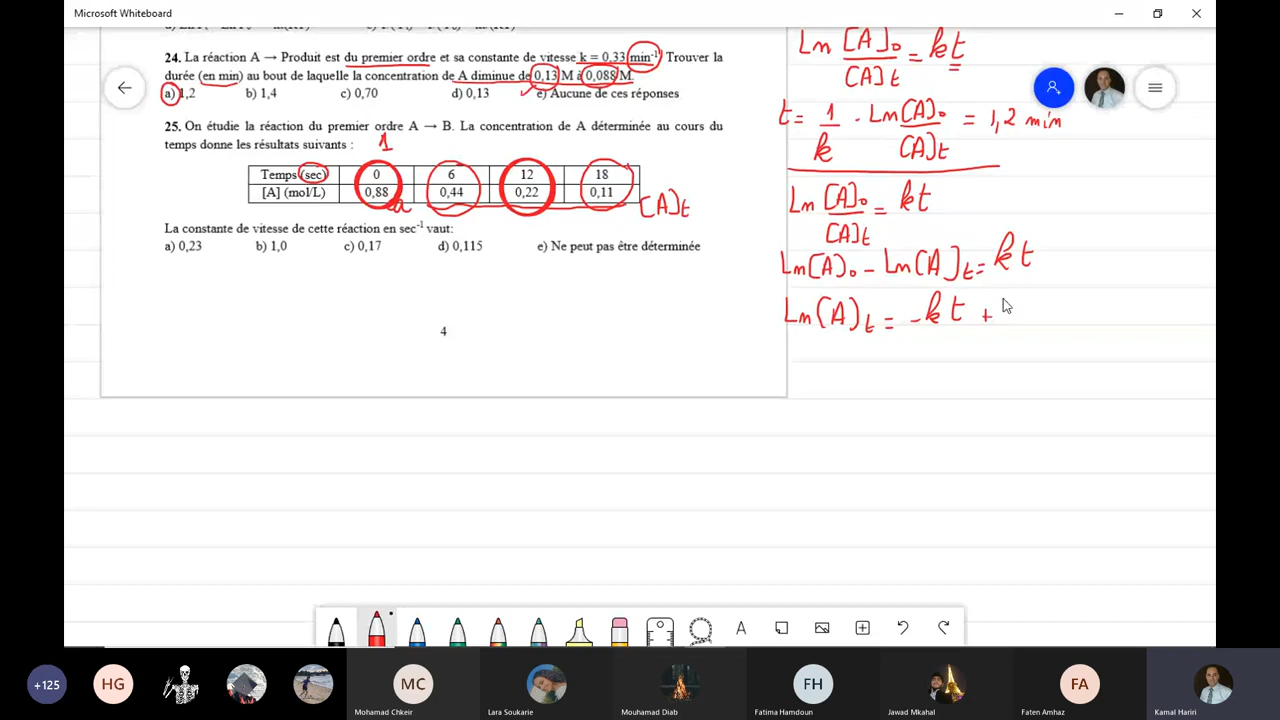 Microsoft Whiteboard
24. La réaction A → Produit est du premier ordre et sa constante de vitesse k = 0,33 min⁻¹ Trouver la
durée (en min) au bout de laquelle la concentration de A diminue de 0,13 M à 0,088 M.
a) 1,2 b) 1,4 c) 0,70 d) 0,13 e) Aucune de ces réponses
25. On étudie la réaction du premier ordre A → B. La concentration de A déterminée au cours du
temps donne les résultats suivants :
1
Temps (sec) 0 6 12 18
[A] (mol/L) 0,88 0,44 0,22 0,11
[A]t
La constante de vitesse de cette réaction en sec⁻¹ vaut:
a) 0,23 b) 1,0 c) 0,17 d) 0,115 e) Ne peut pas être déterminée
4
Ln [A]₀ / [A]t = kt
t = 1/k . Ln [A]₀ / [A]t = 1,2 min
Ln [A]₀ / [A]t = kt
Ln [A]₀ - Ln [A]t = kt
Ln [A]t = -kt +
A
+125
HG
MC
FH
FA
Mohamad Chkeir
Lara Soukarie
Mouhamad Diab
Fatima Hamdoun
Jawad Mkahal
Faten Amhaz
Kamal Hariri